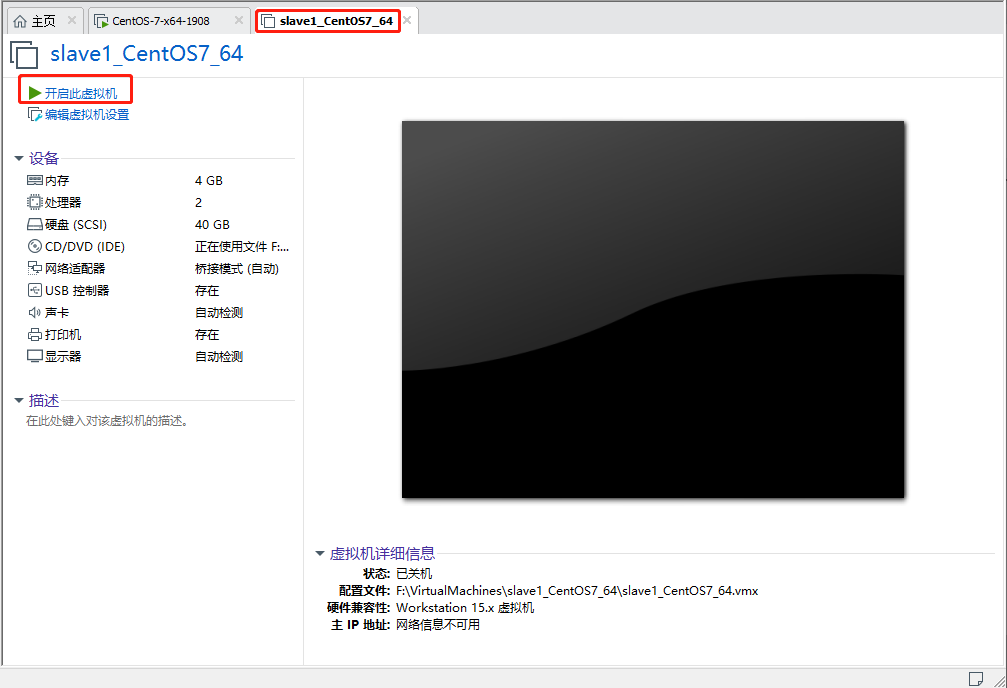 主页
CentOS-7-x64-1908
slave1_CentOS7_64
slave1_CentOS7_64
开启此虚拟机
编辑虚拟机设置
设备
内存 4 GB
处理器 2
硬盘 (SCSI) 40 GB
CD/DVD (IDE) 正在使用文件 F:...
网络适配器 桥接模式 (自动)
USB 控制器 存在
声卡 自动检测
打印机 存在
显示器 自动检测
描述
在此处键入对该虚拟机的描述。
虚拟机详细信息
状态: 已关机
配置文件: F:\VirtualMachines\slave1_CentOS7_64\slave1_CentOS7_64.vmx
硬件兼容性: Workstation 15.x 虚拟机
主 IP 地址: 网络信息不可用